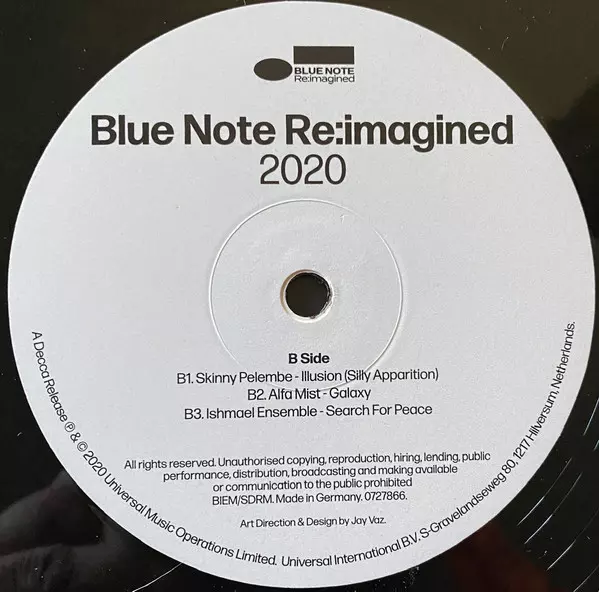 BLUE NOTE
Re:imagined
Blue Note Re:imagined
2020
B Side
B1. Skinny Pelembe - Illusion (Silly Apparition)
B2. Alfa Mist - Galaxy
B3. Ishmael Ensemble - Search For Peace
All rights reserved. Unauthorised copying, reproduction, hiring, lending, public
performance, distribution, broadcasting and making available
or communication to the public prohibited
BIEM/SDRM. Made in Germany. 0727866.
Art Direction & Design by Jay Vaz.
A Decca Release ℗ & © 2020 Universal Music Operations Limited. Universal International B.V. S-Gravelandseweg 80, 1217 Hilversum, Netherlands.